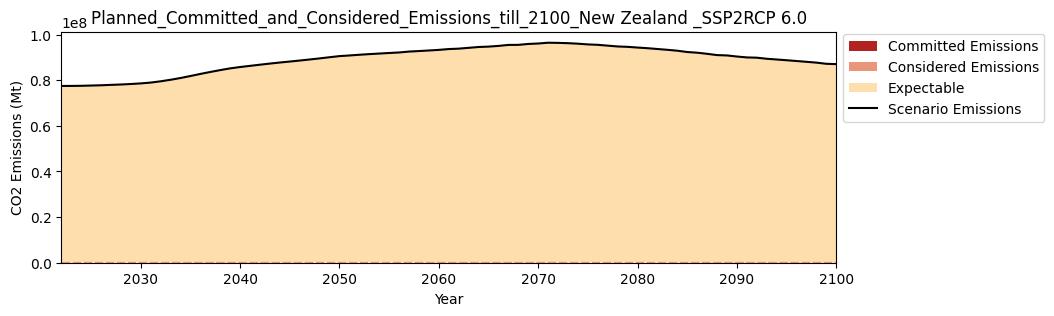 Planned_Committed_and_Considered_Emissions_till_2100_New Zealand _SSP2RCP 6.0
1e8
1.0
0.8
0.6
0.4
0.2
0.0
CO2 Emissions (Mt)
2030 2040 2050 2060 2070 2080 2090 2100
Year
Committed Emissions
Considered Emissions
Expectable
Scenario Emissions